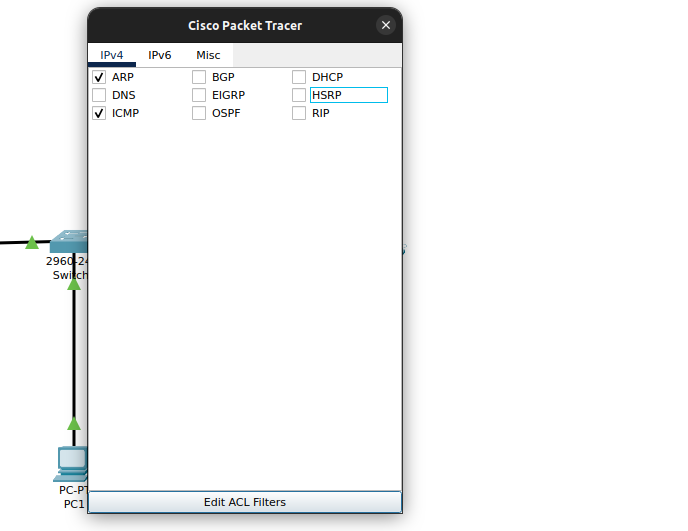 Cisco Packet Tracer
IPv4 IPv6 Misc
ARP BGP DHCP
DNS EIGRP HSRP
ICMP OSPF RIP
2960-24
Switch
PC-PT
PC1
Edit ACL Filters